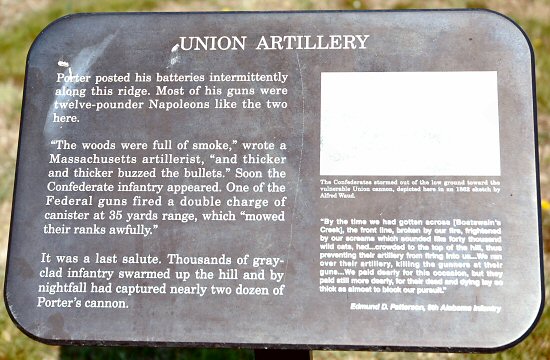 UNION ARTILLERY
Porter posted his batteries intermittently
along this ridge. Most of his guns were
twelve-pounder Napoleons like the two
here.
"The woods were full of smoke," wrote a
Massachusetts artillerist, "and thicker
and thicker buzzed the bullets." Soon the
Confederate infantry appeared. One of the
Federal guns fired a double charge of
canister at 35 yards range, which "mowed
their ranks awfully."
It was a last salute. Thousands of gray-
clad infantry swarmed up the hill and by
nightfall had captured nearly two dozen of
Porter's cannon.
The Confederates stormed out of the low ground toward the
vulnerable Union cannon, depicted here in an 1862 sketch by
Alfred Waud.
"By the time we had gotten across [Boatswain's
Creek], the front line, broken by our fire, frightened
by our screams which sounded like forty thousand
wild cats, had...crowded to the top of the hill, thus
preventing their artillery from firing into us...We ran
over their artillery, killing the gunners at their
guns...We paid dearly for this occasion, but they
paid still more dearly, for their dead and dying lay so
thick as almost to block our pursuit."
Edmund D. Patterson, 9th Alabama Infantry